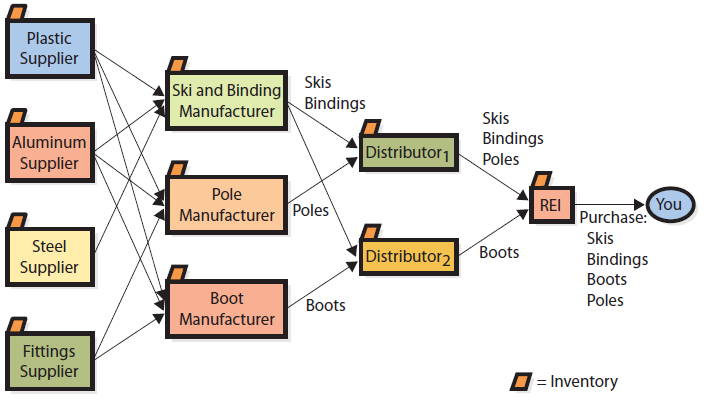 Plastic
Supplier
Aluminum
Supplier
Steel
Supplier
Fittings
Supplier
Ski and Binding
Manufacturer
Pole
Manufacturer
Boot
Manufacturer
Skis
Bindings
Poles
Boots
Distributor1
Distributor2
Skis
Bindings
Poles
Boots
REI
You
Purchase:
Skis
Bindings
Boots
Poles
= Inventory